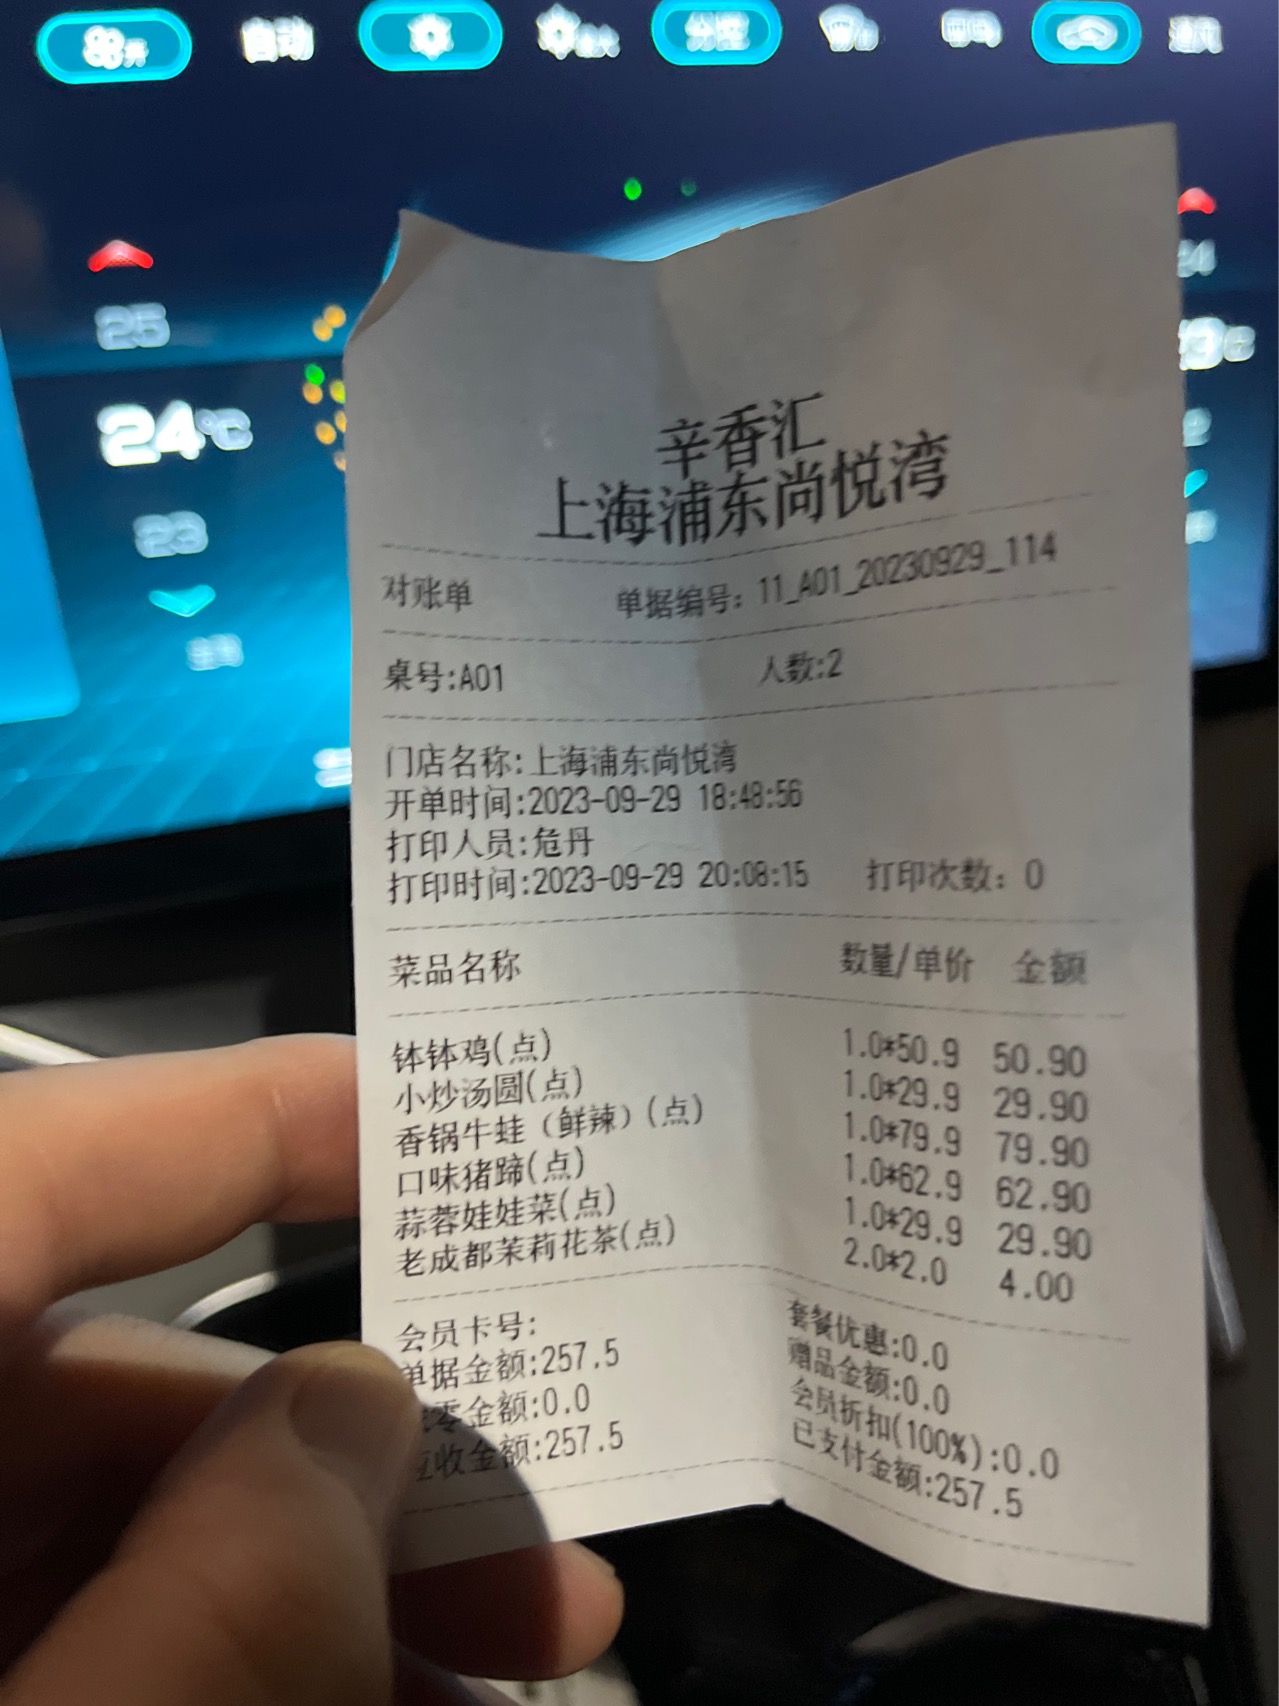 自动
25
24℃
23
24
辛香汇
上海浦东尚悦湾
对账单 单据编号: 11_A01_20230929_114
桌号:A01 人数:2
门店名称:上海浦东尚悦湾
开单时间:2023-09-29 18:48:56
打印人员:危丹
打印时间:2023-09-29 20:08:15 打印次数: 0
菜品名称 数量/单价 金额
钵钵鸡(点) 1.0*50.9 50.90
小炒汤圆(点) 1.0*29.9 29.90
香锅牛蛙（鲜辣）(点) 1.0*79.9 79.90
口味猪蹄(点) 1.0*62.9 62.90
蒜蓉娃娃菜(点) 1.0*29.9 29.90
老成都茉莉花茶(点) 2.0*2.0 4.00
会员卡号: 套餐优惠:0.0
单据金额:257.5 赠品金额:0.0
零金额:0.0 会员折扣(100%):0.0
应收金额:257.5 已支付金额:257.5